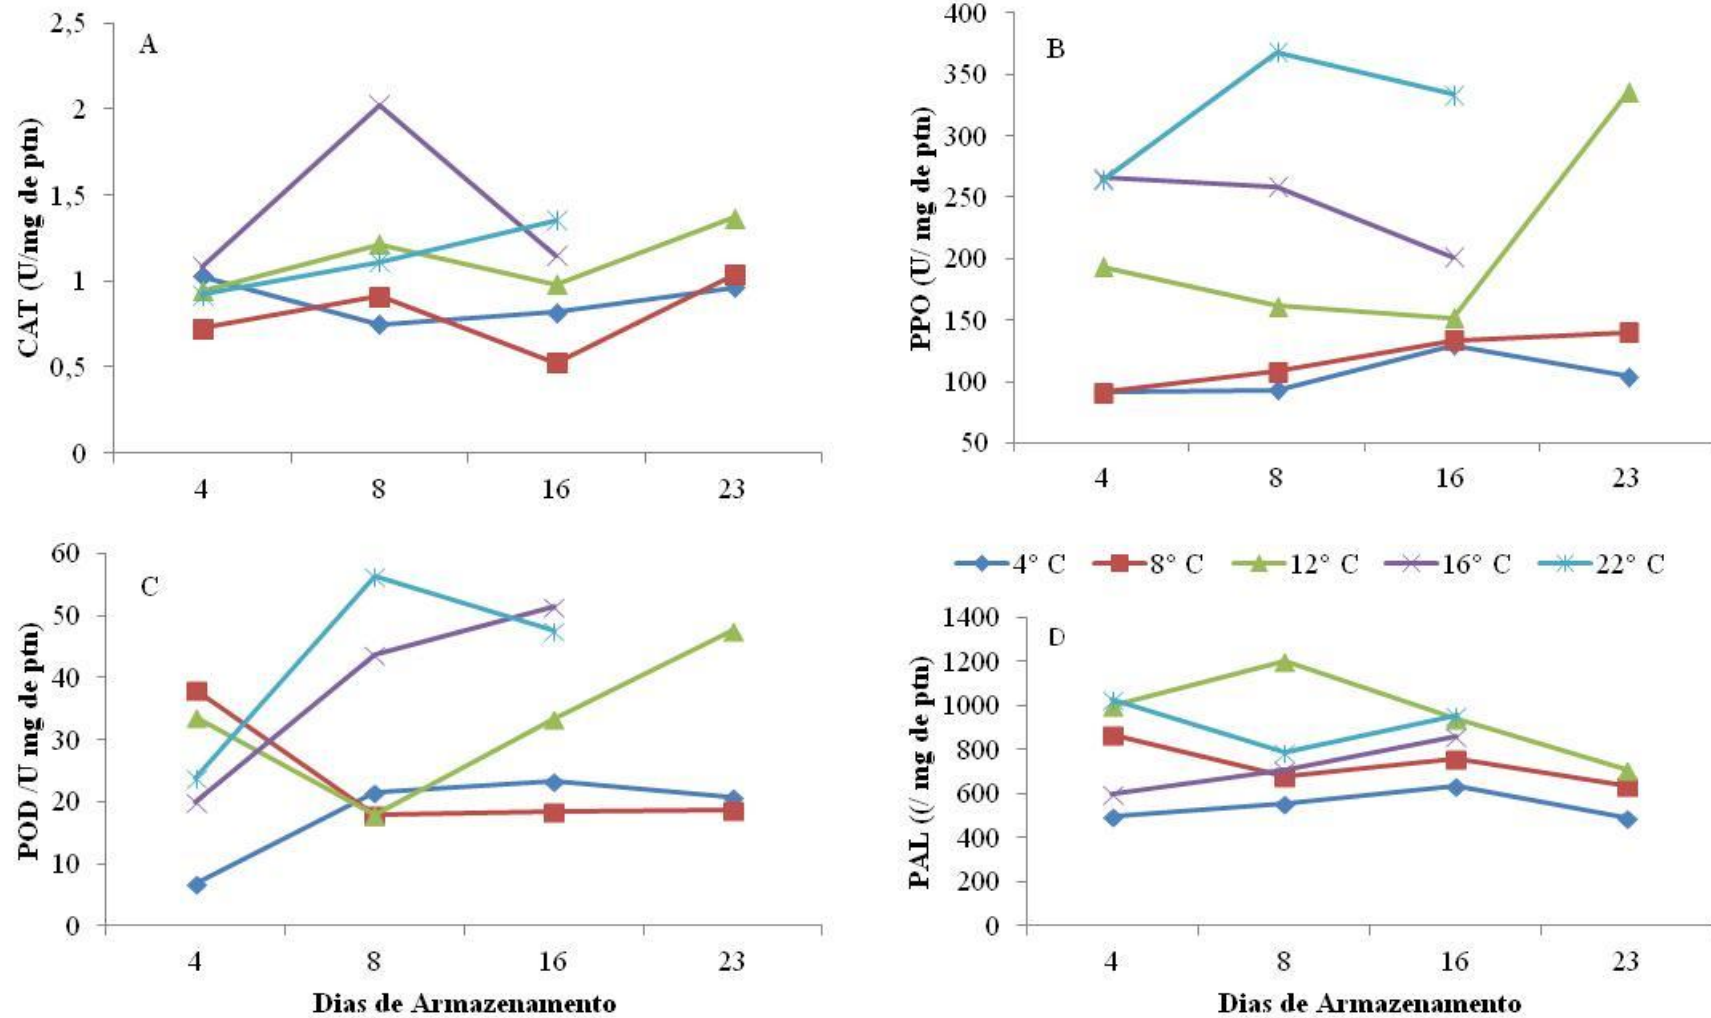 A
CAT (U/mg de ptn)
2,5
2
1,5
1
0,5
0
4 8 16 23
B
PPO (U/ mg de ptn)
400
350
300
250
200
150
100
50
4 8 16 23
C
POD /U mg de ptn)
60
50
40
30
20
10
0
4 8 16 23
Dias de Armazenamento
4° C 8° C 12° C 16° C 22° C
D
PAL ((/ mg de ptn)
1400
1200
1000
800
600
400
200
0
4 8 16 23
Dias de Armazenamento